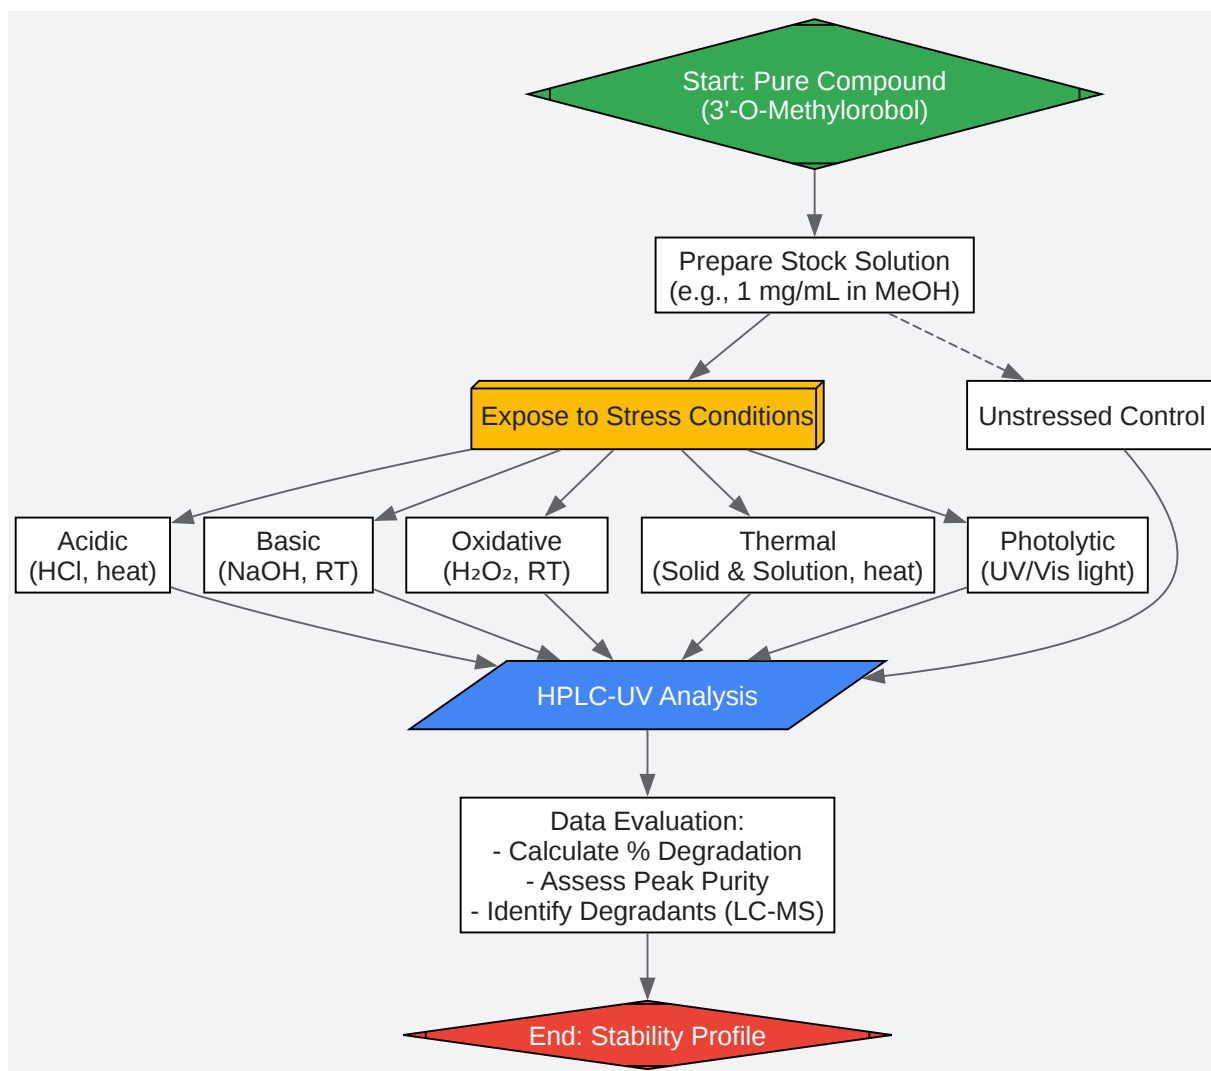 Start: Pure Compound
(3'-O-Methylorobol)
Prepare Stock Solution
(e.g., 1 mg/mL in MeOH)
Expose to Stress Conditions
Unstressed Control
Acidic
(HCl, heat)
Basic
(NaOH, RT)
Oxidative
(H₂O₂, RT)
Thermal
(Solid & Solution, heat)
Photolytic
(UV/Vis light)
HPLC-UV Analysis
Data Evaluation:
- Calculate % Degradation
- Assess Peak Purity
- Identify Degradants (LC-MS)
End: Stability Profile